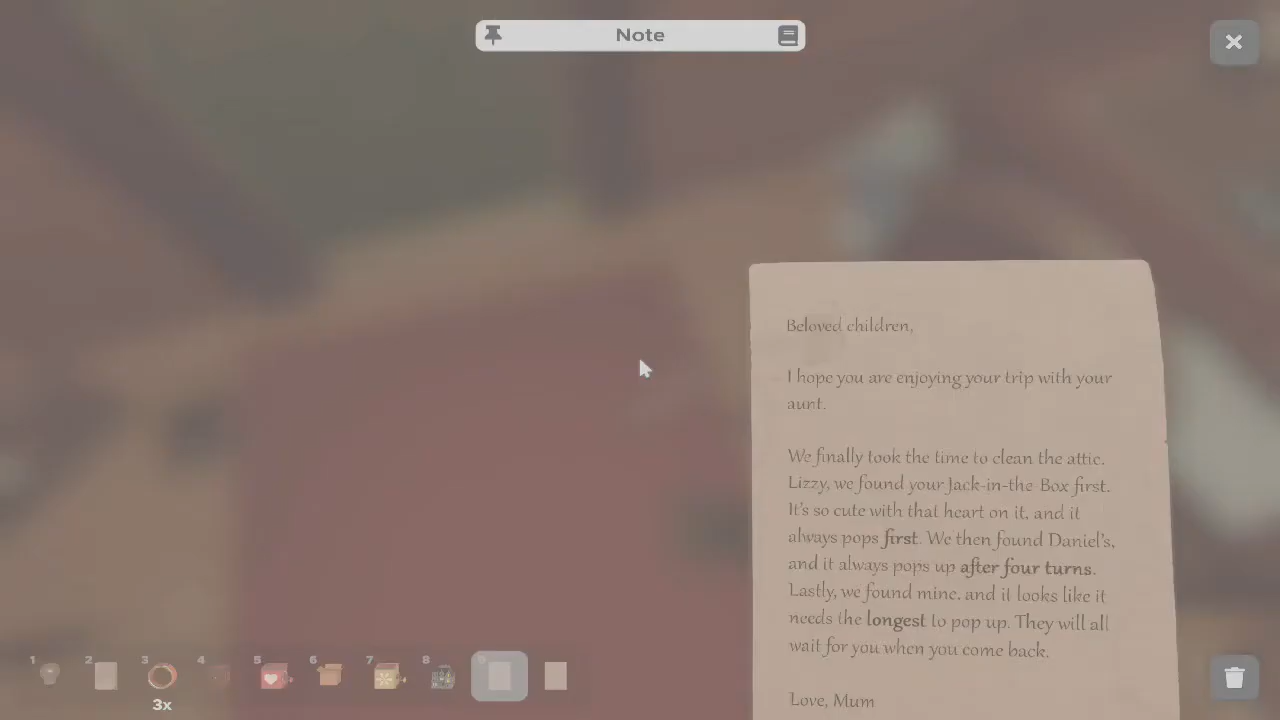 Note
Beloved children,
I hope you are enjoying your trip with your
aunt.
We finally took the time to clean the attic.
Lizzy, we found your Jack-in-the Box first.
It's so cute with that heart on it, and it
always pops first. We then found Daniel's,
and it always pops up after four turns.
Lastly, we found mine, and it looks like it
needs the longest to pop up. They will all
wait for you when you come back.
Love, Mum
1 2 3 4 5 6 7 8
3x